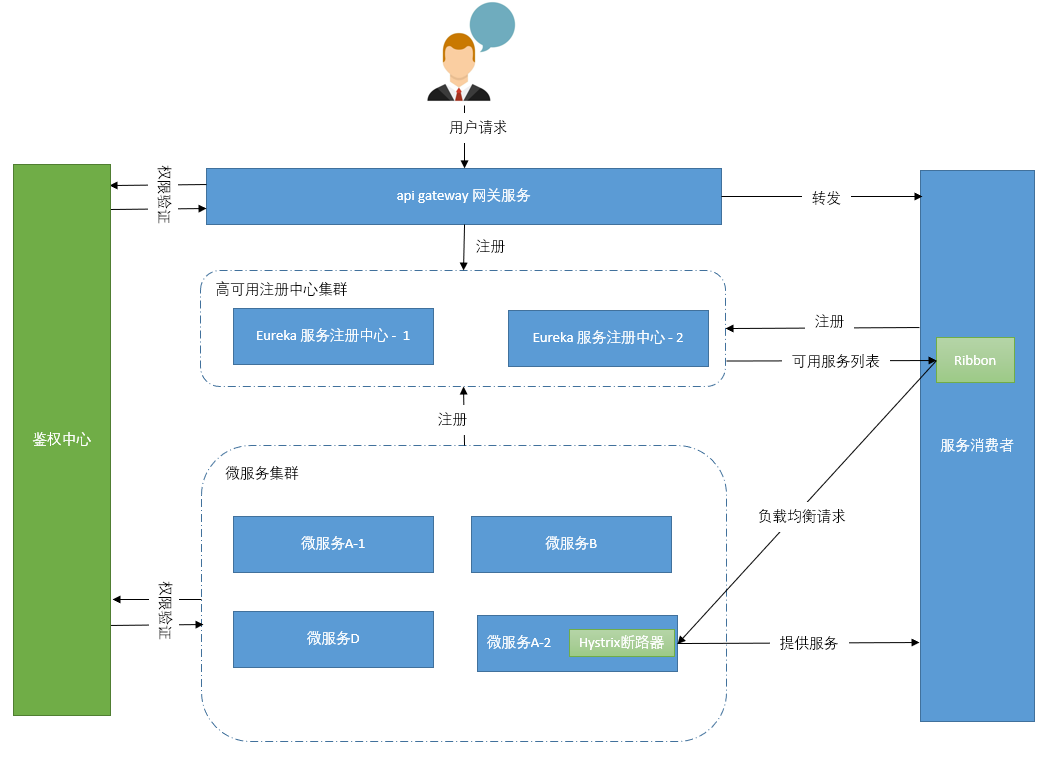 用户请求
权限验证
api gateway 网关服务
转发
注册
高可用注册中心集群
Eureka 服务注册中心 - 1
Eureka 服务注册中心 - 2
注册
可用服务列表
Ribbon
注册
鉴权中心
服务消费者
微服务集群
负载均衡请求
微服务A-1
微服务B
权限验证
微服务D
微服务A-2
Hystrix断路器
提供服务